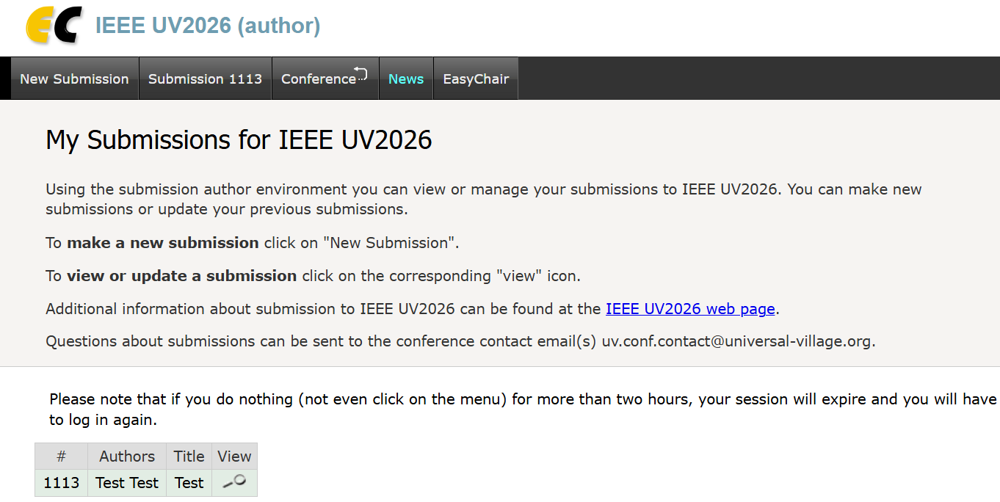 EC IEEE UV2026 (author)
New Submission Submission 1113 Conference News EasyChair
My Submissions for IEEE UV2026
Using the submission author environment you can view or manage your submissions to IEEE UV2026. You can make new
submissions or update your previous submissions.
To make a new submission click on "New Submission".
To view or update a submission click on the corresponding "view" icon.
Additional information about submission to IEEE UV2026 can be found at the IEEE UV2026 web page.
Questions about submissions can be sent to the conference contact email(s) uv.conf.contact@universal-village.org.
Please note that if you do nothing (not even click on the menu) for more than two hours, your session will expire and you will have
to log in again.
# Authors Title View
1113 Test Test Test